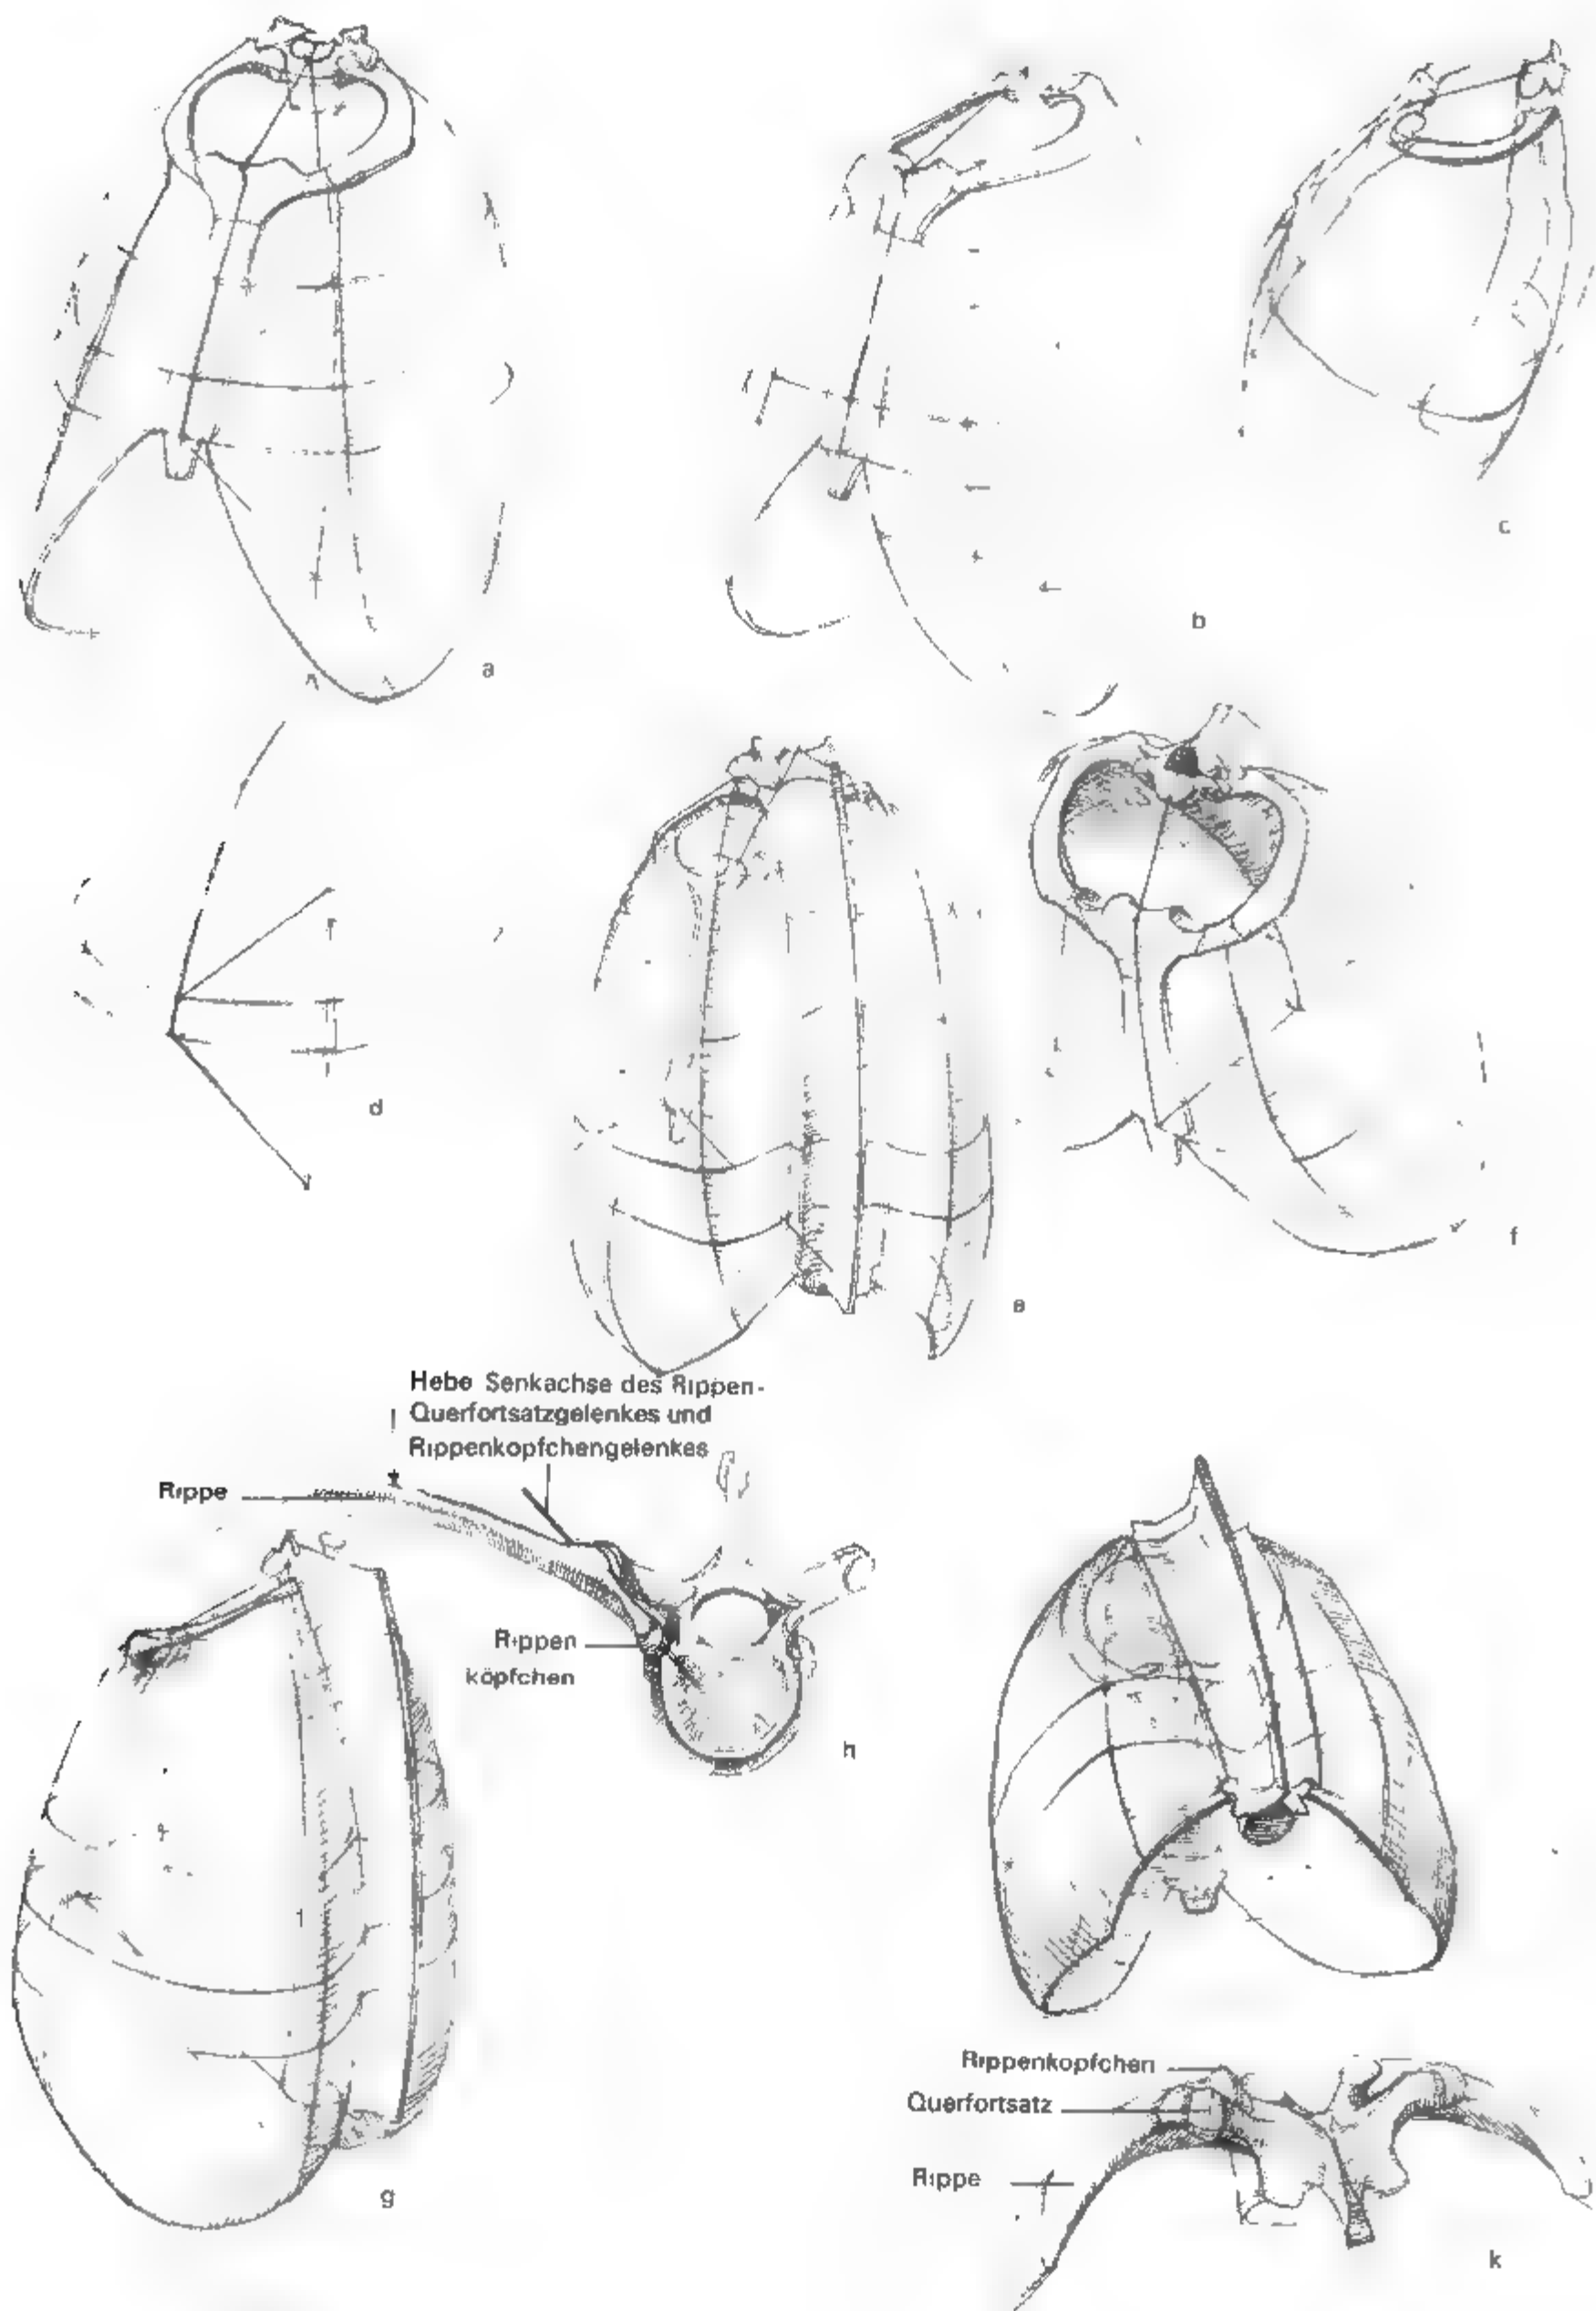 a
b
c
d
e
f
Hebe Senkachse des Rippen-
Querfortsatzgelenkes und
Rippenkopfchengelenkes
Rippe
Rippen
köpfchen
h
g
Rippenkopfchen
Querfortsatz
Rippe
k